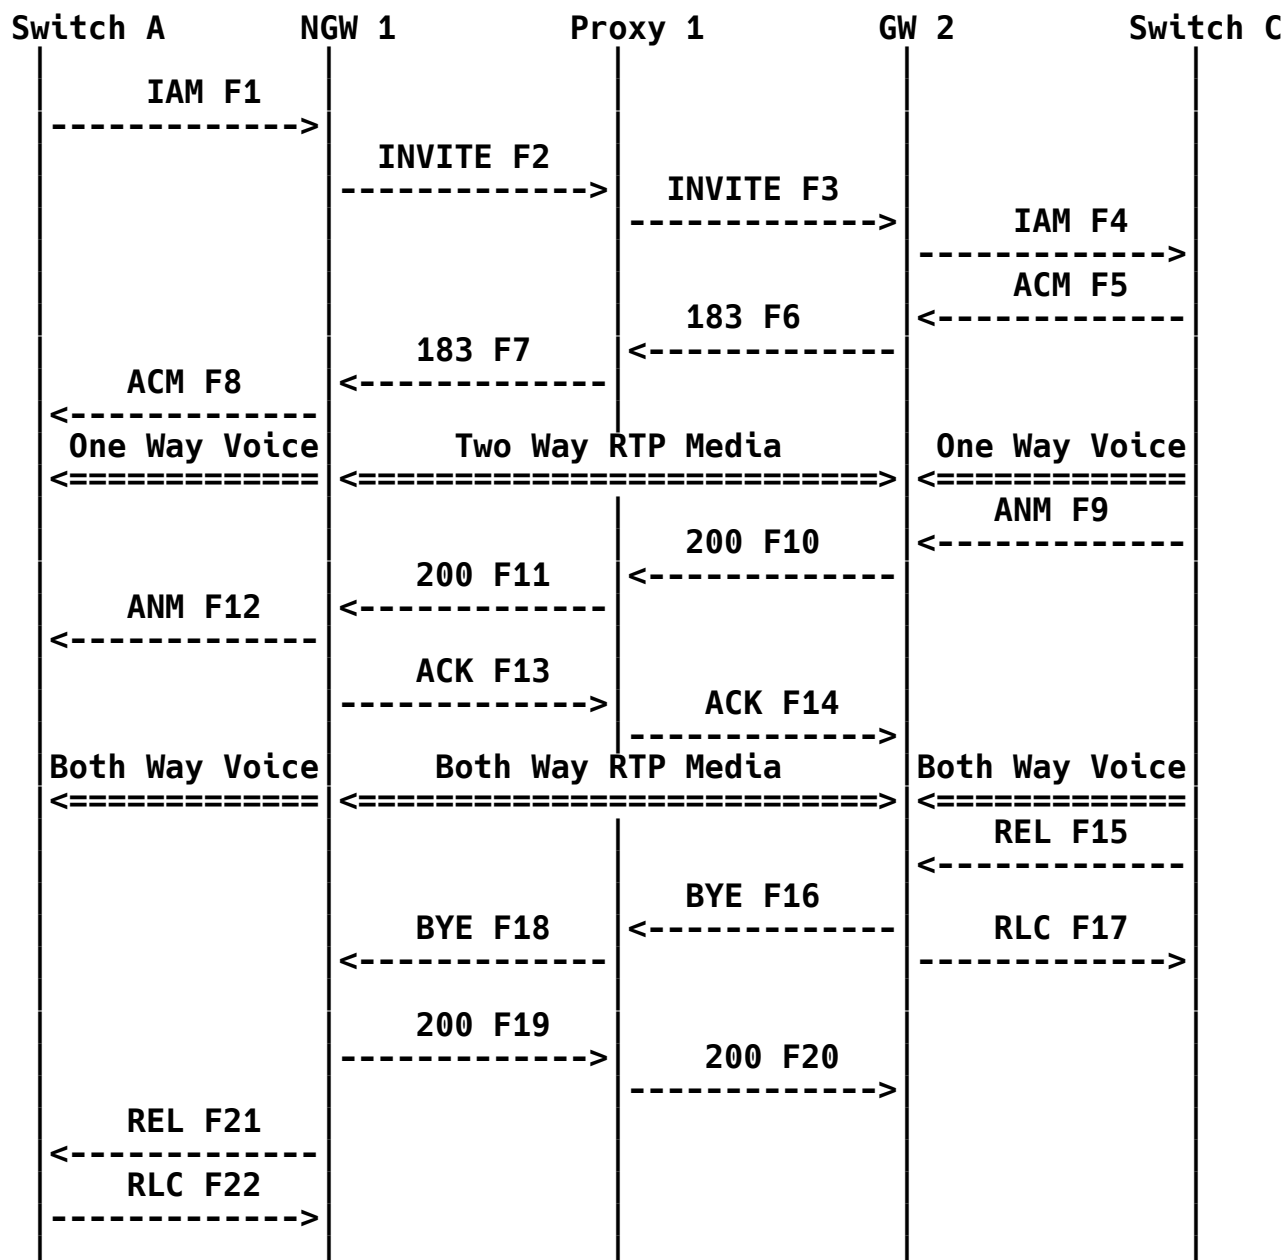 Switch A NGW 1 Proxy 1 GW 2 Switch C
IAM F1
------------->
INVITE F2
-------------> INVITE F3
-------------> IAM F4
------------->
ACM F5
183 F6 <-------------
183 F7 <-------------
ACM F8 <-------------
<-------------
One Way Voice Two Way RTP Media One Way Voice
<============= <===========================> <=============
ANM F9
200 F10 <-------------
200 F11 <-------------
ANM F12 <-------------
<-------------
ACK F13
-------------> ACK F14
------------->
Both Way Voice Both Way RTP Media Both Way Voice
<============= <===========================> <=============
REL F15
<-------------
BYE F16
BYE F18 <------------- RLC F17
<------------- ------------->
200 F19
-------------> 200 F20
------------->
REL F21
<-------------
RLC F22
------------->